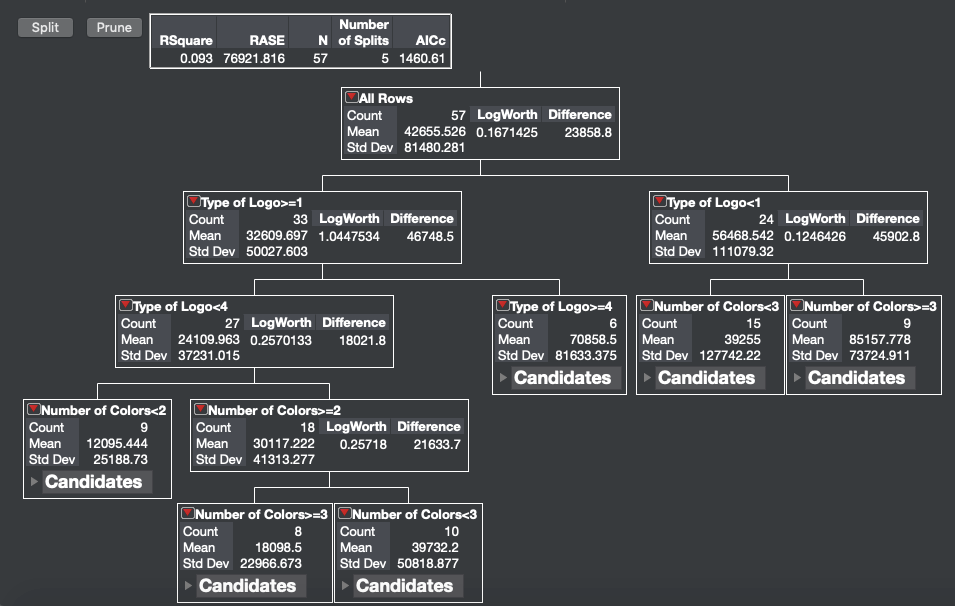 Split Prune
Number
RSquare RASE N of Splits AICc
0.093 76921.816 57 5 1460.61
All Rows
Count 57 LogWorth Difference
Mean 42655.526 0.1671425 23858.8
Std Dev 81480.281
Type of Logo>=1
Count 33 LogWorth Difference
Mean 32609.697 1.0447534 46748.5
Std Dev 50027.603
Type of Logo<1
Count 24 LogWorth Difference
Mean 56468.542 0.1246426 45902.8
Std Dev 111079.32
Type of Logo<4
Count 27 LogWorth Difference
Mean 24109.963 0.2570133 18021.8
Std Dev 37231.015
Type of Logo>=4
Count 6
Mean 70858.5
Std Dev 81633.375
Candidates
Number of Colors<3
Count 15
Mean 39255
Std Dev 127742.22
Candidates
Number of Colors>=3
Count 9
Mean 85157.778
Std Dev 73724.911
Candidates
Number of Colors<2
Count 9
Mean 12095.444
Std Dev 25188.73
Candidates
Number of Colors>=2
Count 18 LogWorth Difference
Mean 30117.222 0.25718 21633.7
Std Dev 41313.277
Number of Colors>=3
Count 8
Mean 18098.5
Std Dev 22966.673
Candidates
Number of Colors<3
Count 10
Mean 39732.2
Std Dev 50818.877
Candidates